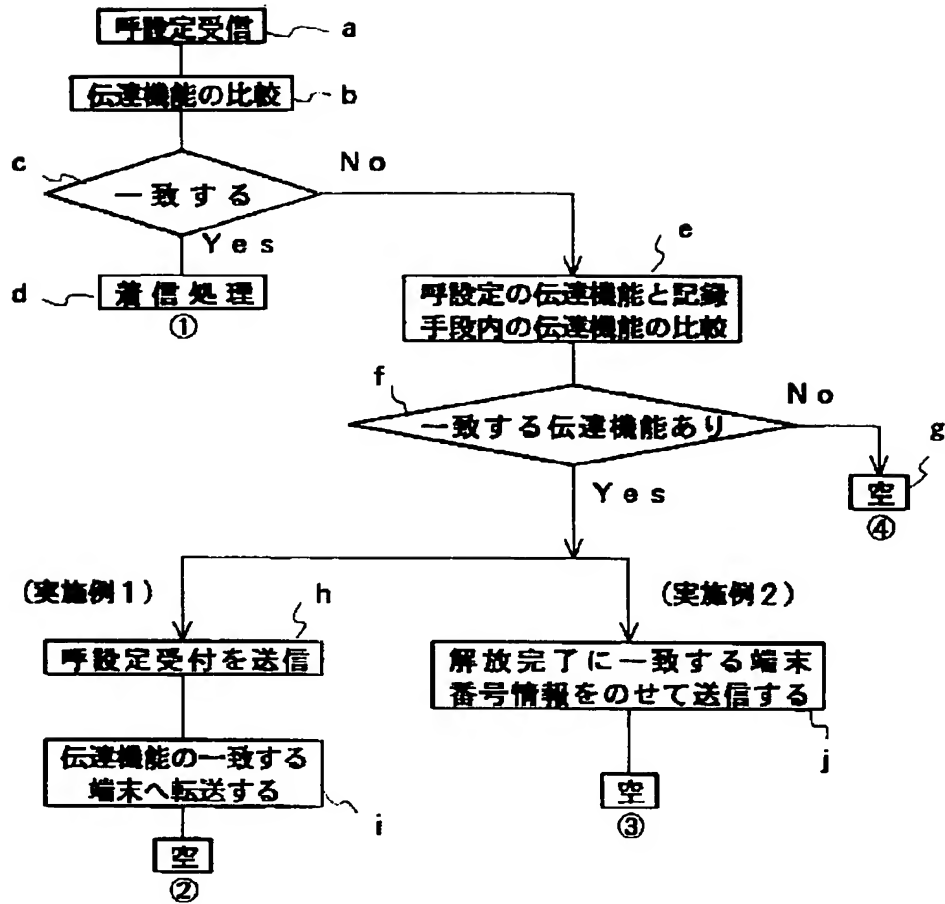 呼設定受信
a
伝達機能の比較
b
c
No
一致する
Yes
e
d
着信処理
①
呼設定の伝達機能と記録
手段内の伝達機能の比較
f
No
一致する伝達機能あり
g
Yes
空
④
(実施例1)
h
(実施例2)
呼設定受付を送信
解放完了に一致する端末
番号情報をのせて送信する
j
伝達機能の一致する
端末へ転送する
i
空
③
空
②